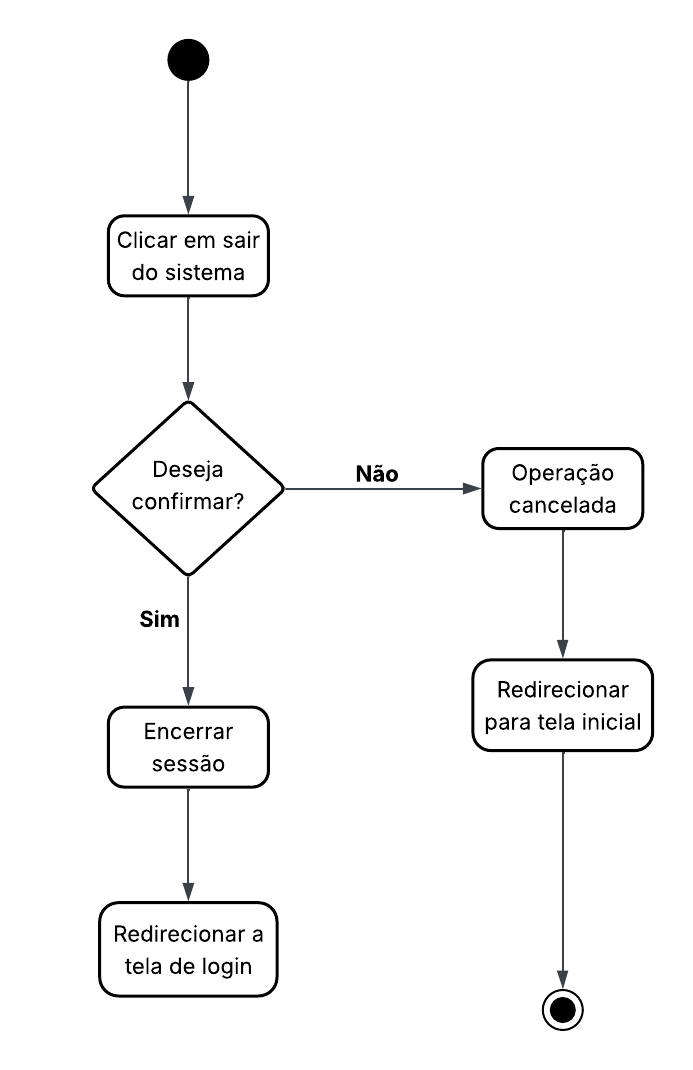 Clicar em sair
do sistema
Deseja
confirmar?
Não
Operação
cancelada
Sim
Redirecionar
para tela inicial
Encerrar
sessão
Redirecionar a
tela de login